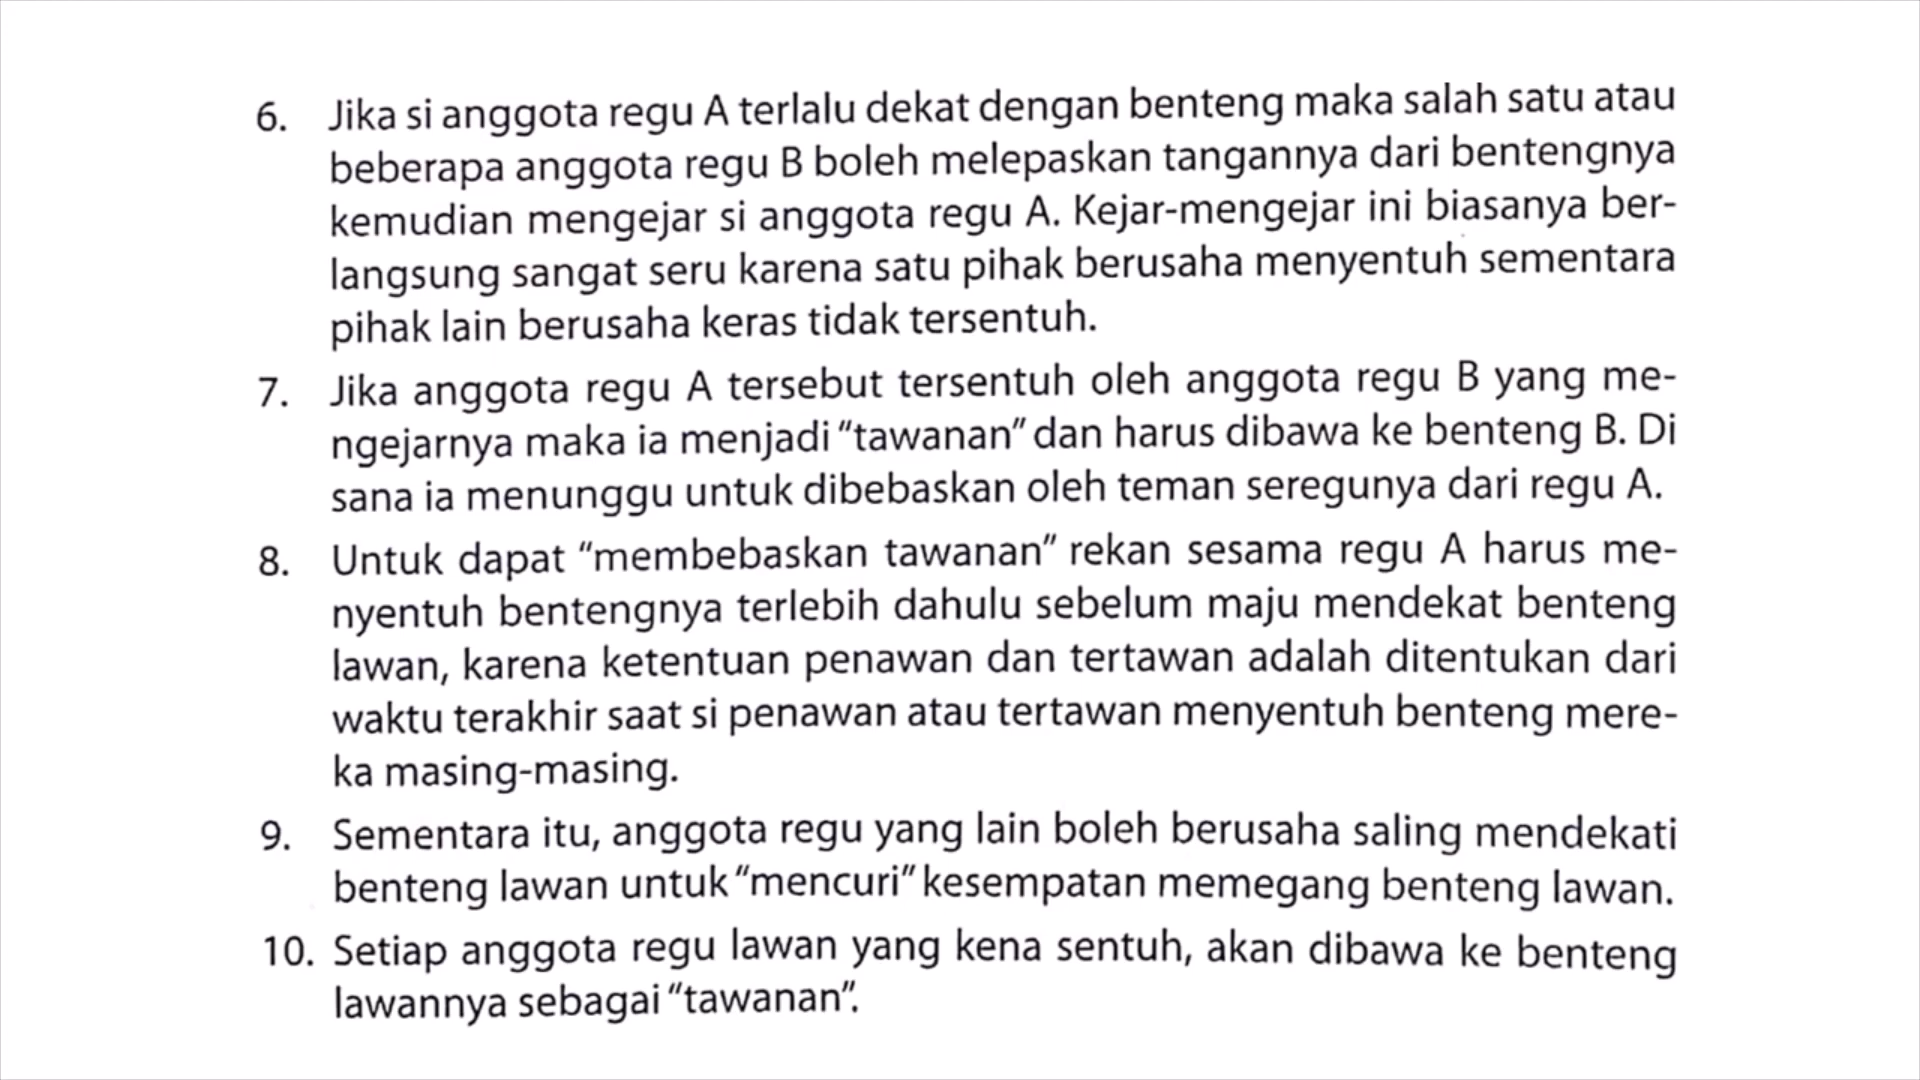 6. Jika si anggota regu A terlalu dekat dengan benteng maka salah satu atau
beberapa anggota regu B boleh melepaskan tangannya dari bentengnya
kemudian mengejar si anggota regu A. Kejar-mengejar ini biasanya ber-
langsung sangat seru karena satu pihak berusaha menyentuh sementara
pihak lain berusaha keras tidak tersentuh.
7. Jika anggota regu A tersebut tersentuh oleh anggota regu B yang me-
ngejarnya maka ia menjadi “tawanan” dan harus dibawa ke benteng B. Di
sana ia menunggu untuk dibebaskan oleh teman seregunya dari regu A.
8. Untuk dapat “membebaskan tawanan” rekan sesama regu A harus me-
nyentuh bentengnya terlebih dahulu sebelum maju mendekat benteng
lawan, karena ketentuan penawan dan tertawan adalah ditentukan dari
waktu terakhir saat si penawan atau tertawan menyentuh benteng mere-
ka masing-masing.
9. Sementara itu, anggota regu yang lain boleh berusaha saling mendekati
benteng lawan untuk “mencuri” kesempatan memegang benteng lawan.
10. Setiap anggota regu lawan yang kena sentuh, akan dibawa ke benteng
lawannya sebagai “tawanan”.